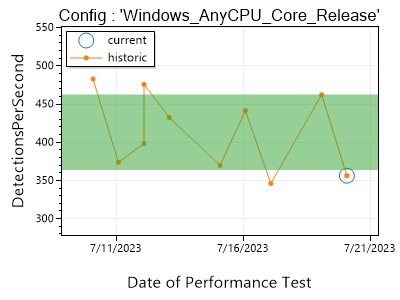 Config : 'Windows_AnyCPU_Core_Release'
current
historic
DetectionsPerSecond
550
500
450
400
350
300
7/11/2023
7/16/2023
7/21/2023
Date of Performance Test